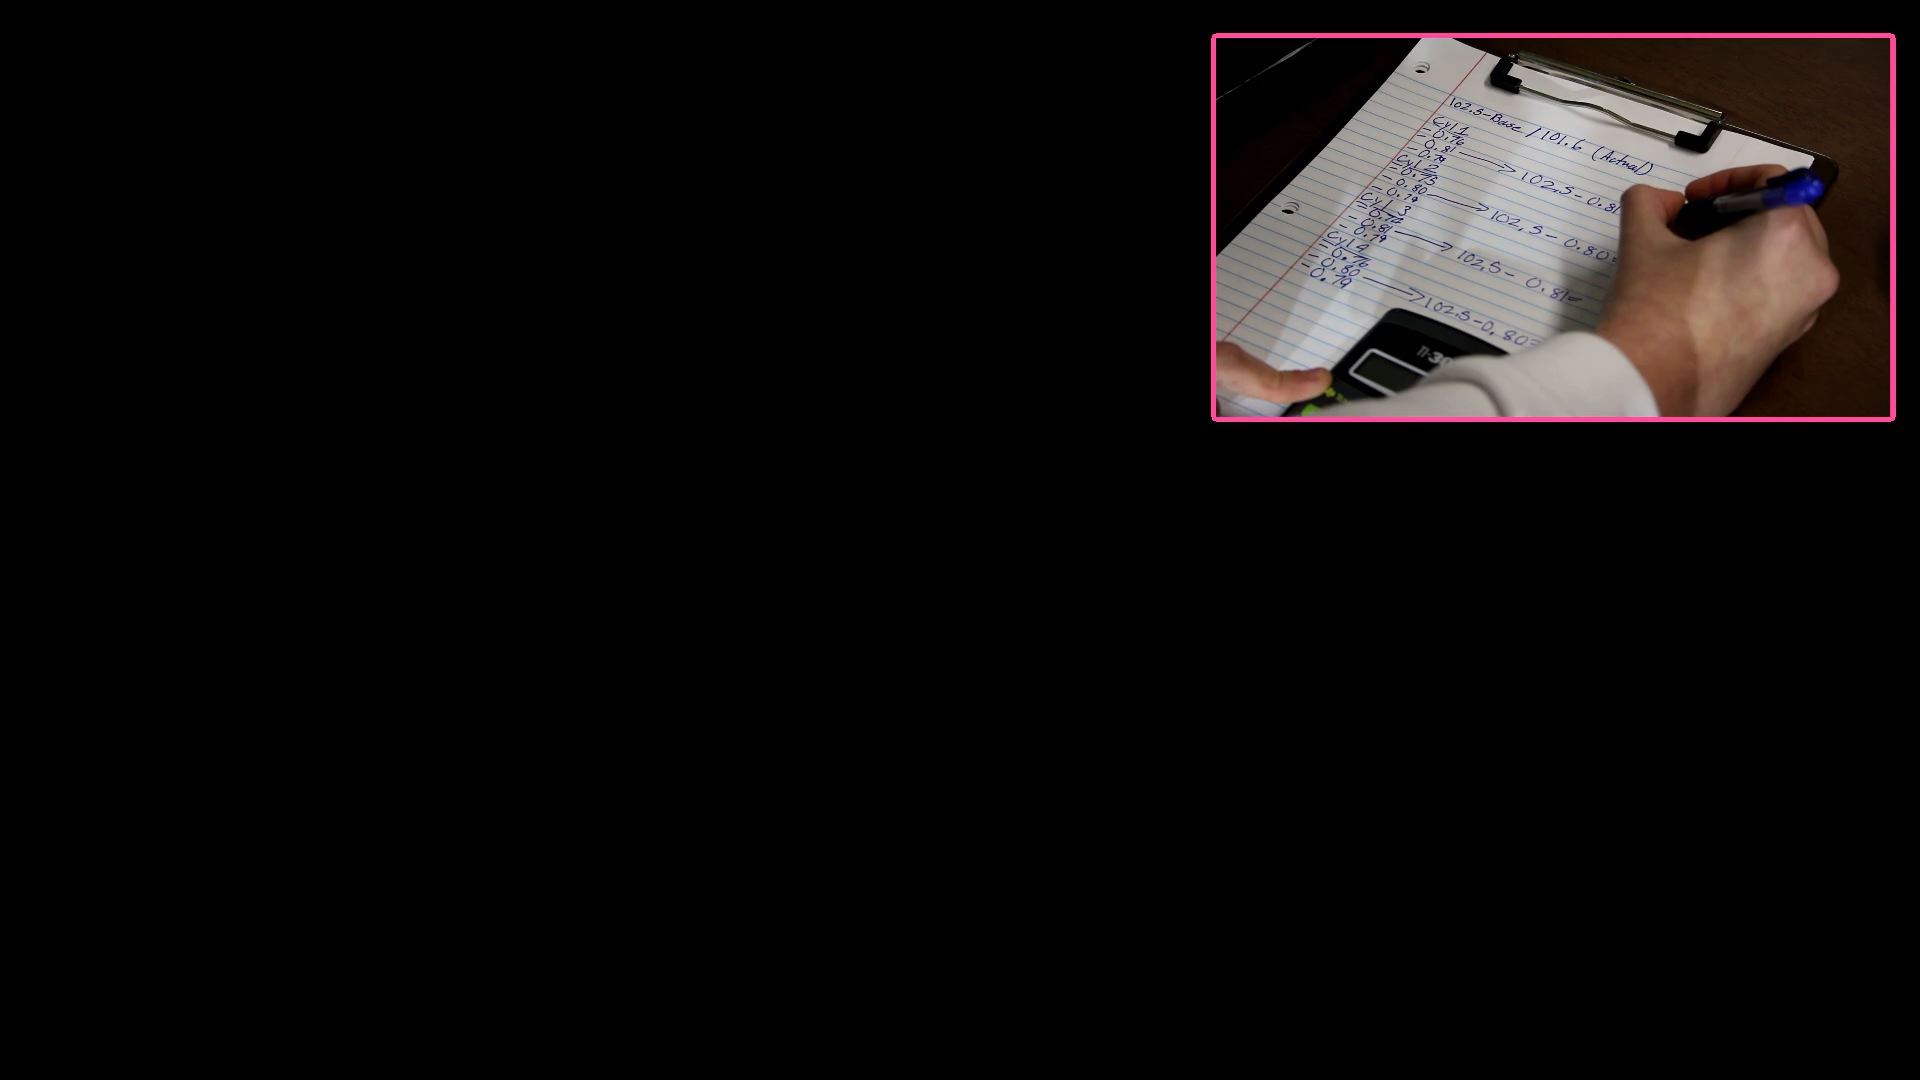 102.5-Base / 101.6 (Actual)
Cyl 1
- 0.76
- 0.81 → 102.5-0.81
- 0.79
Cyl 2
- 0.75
- 0.80 → 102.5-0.80=
- 0.79
Cyl 3
- 0.81 → 102.5- 0.81=
- 0.79
Cyl 4
- 0.76
- 0.80
- 0.79 → 102.5-0.80=
TI-30